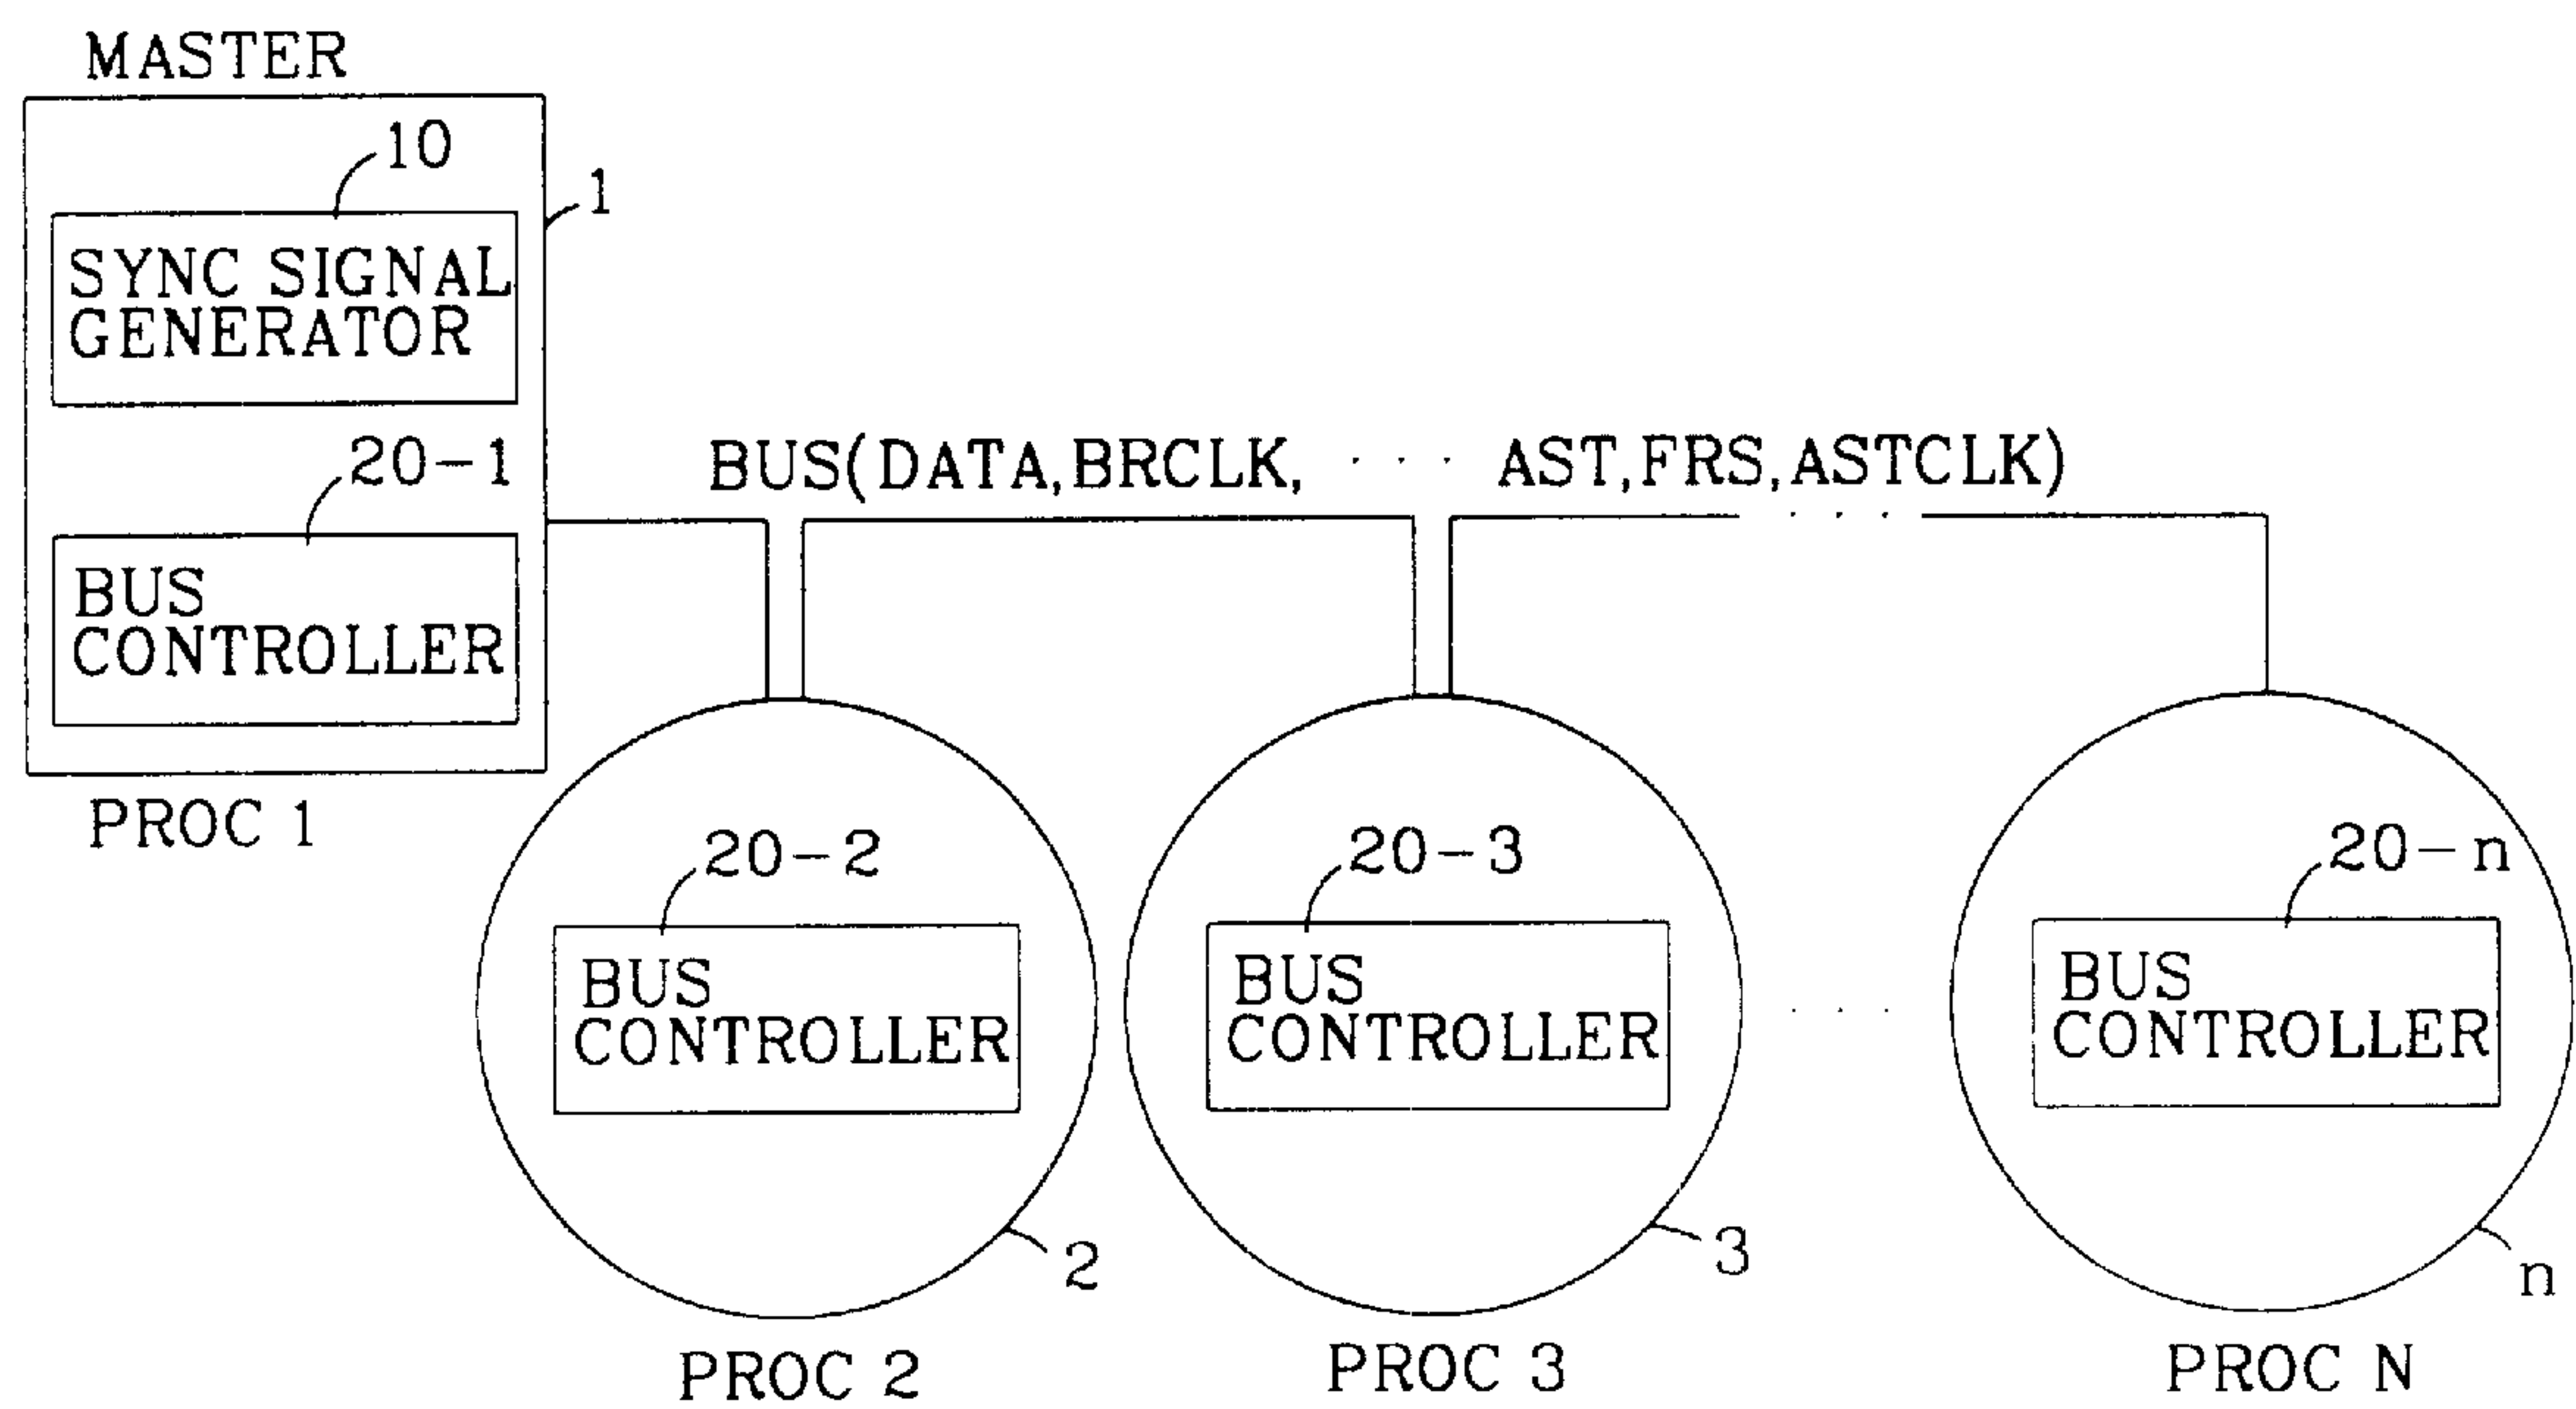 MASTER
10
1
SYNC SIGNAL
GENERATOR
20-1
BUS(DATA,BRCLK, · · · AST,FRS,ASTCLK)
BUS
CONTROLLER
PROC 1
20-2
20-3
20-n
BUS
CONTROLLER
BUS
CONTROLLER
BUS
CONTROLLER
2
3
n
PROC 2
PROC 3
PROC N